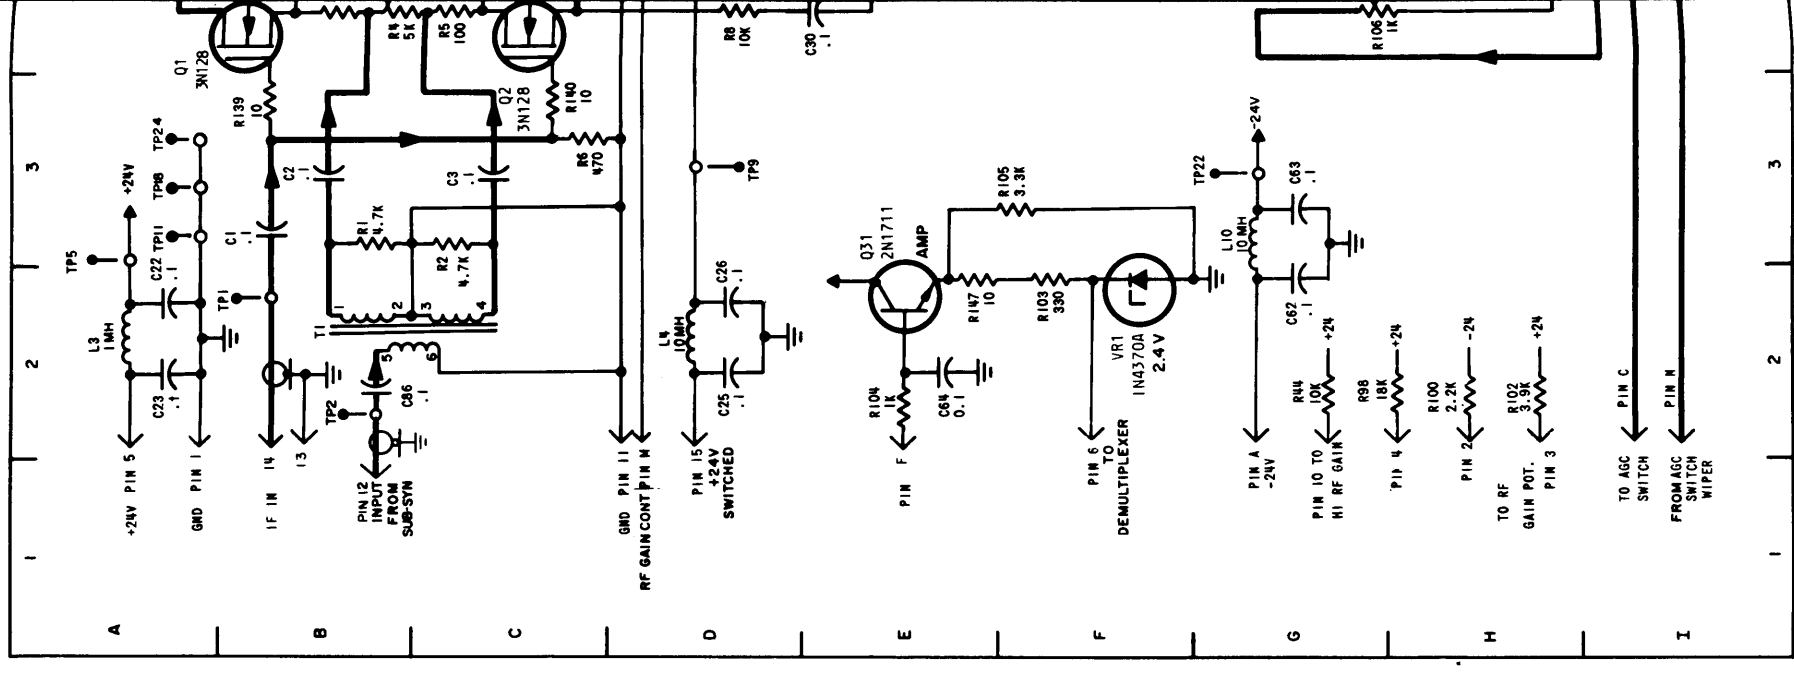 Q1
3N128
R139
10
R4
5K
R5
100
Q2
3N128
R140
10
R8
10K
C30
.1
R106
1K
3
TP24
TP18
TP11
+24V
TP5
C22
.1
C1
.1
C2
.1
C3
.1
R6
470
TP9
R1
4.7K
R2
4.7K
R105
3.3K
Q31
2N1711
AMP
TP22
-24V
C63
.1
L10
10 MH
3
2
L3
1 MH
C23
.1
TP1
T1
1
2
3
4
5
6
TP2
C86
.1
L4
10MH
C26
.1
C25
.1
R104
1K
C64
0.1
R147
10
R103
330
VR1
1N4370A
2.4 V
C62
.1
R44
10K
+24
R98
18K
+24
R100
2.2K
-24
R102
3.9K
+24
PIN C
PIN N
2
+24V PIN 5
GND PIN 1
IF IN 14
13
PIN 12
INPUT
FROM
SUB-SYN
GND PIN 11
RF GAIN CONT PIN M
PIN 15
+24V
SWITCHED
PIN F
PIN 6
TO
DEMULTIPLEXER
PIN A
-24V
PIN 10 TO
HI RF GAIN
PIN 4
PIN 2
TO RF
GAIN POT.
PIN 3
TO AGC
SWITCH
FROM AGC
SWITCH
WIPER
1
1
A
B
C
D
E
F
G
H
I